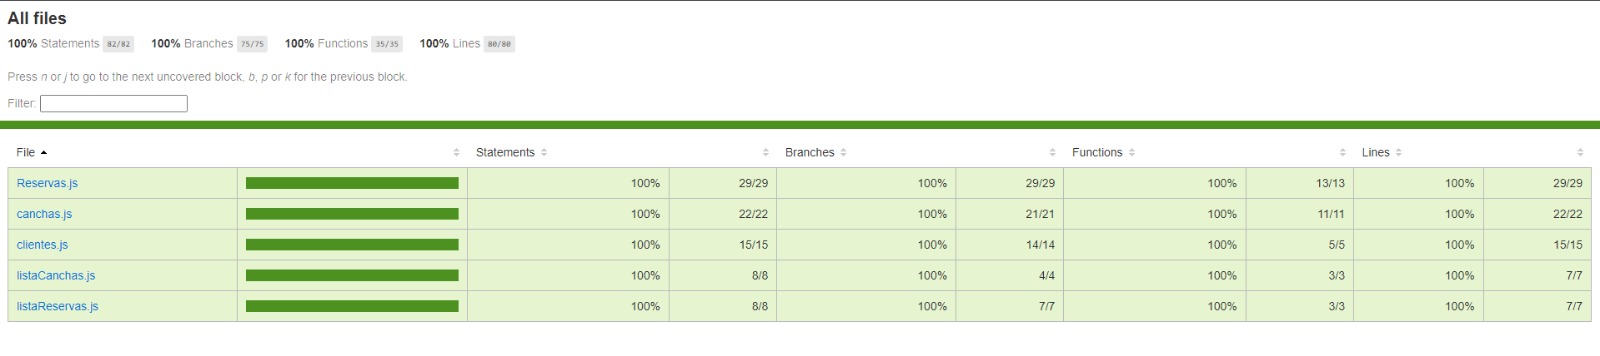 All files
100% Statements 82/82 100% Branches 75/75 100% Functions 35/35 100% Lines 80/80
Press n or j to go to the next uncovered block, b, p or k for the previous block.
Filter:
File Statements Branches Functions Lines
Reservas.js 100% 29/29 100% 29/29 100% 13/13 100% 29/29
canchas.js 100% 22/22 100% 21/21 100% 11/11 100% 22/22
clientes.js 100% 15/15 100% 14/14 100% 5/5 100% 15/15
listaCanchas.js 100% 8/8 100% 4/4 100% 3/3 100% 7/7
listaReservas.js 100% 8/8 100% 7/7 100% 3/3 100% 7/7